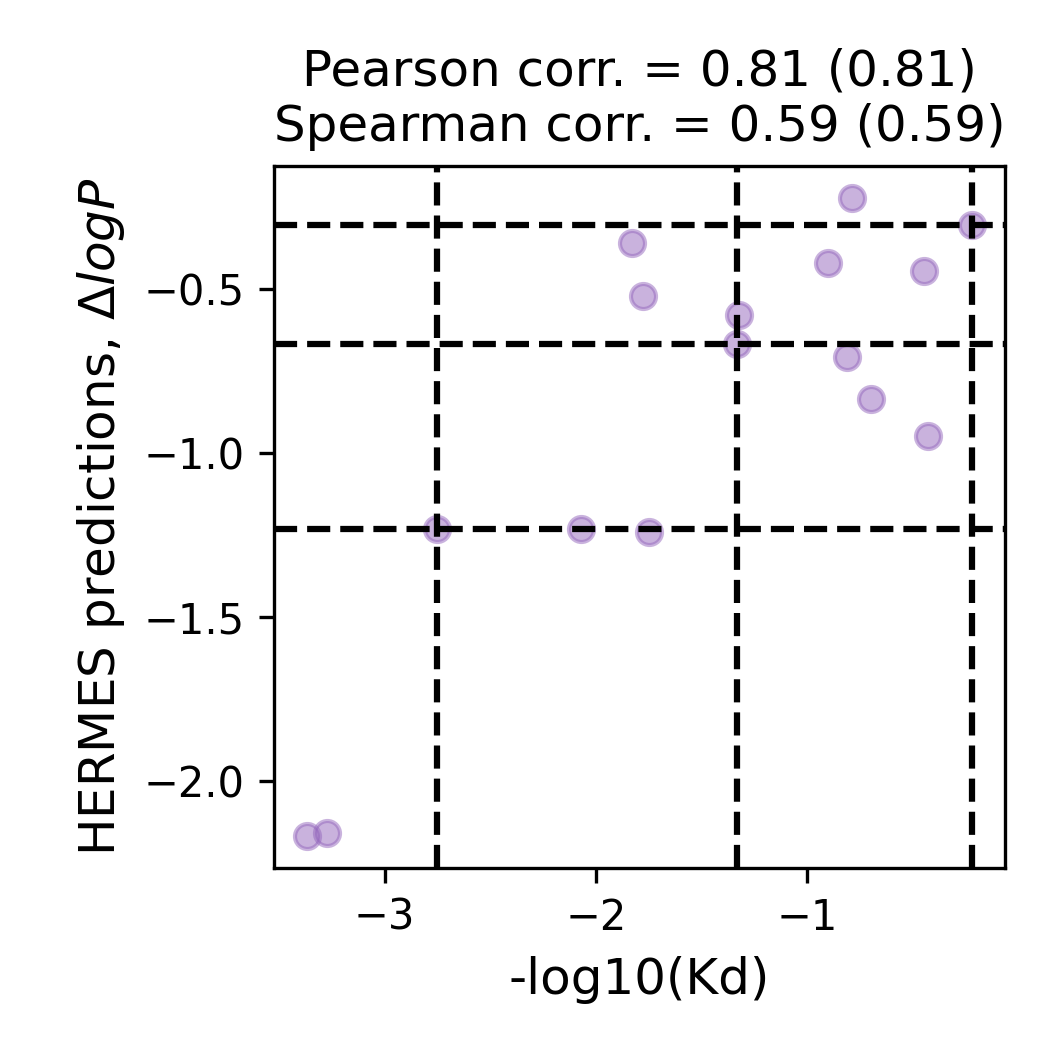 Pearson corr. = 0.81 (0.81)
Spearman corr. = 0.59 (0.59)
HERMES predictions, ΔlogP
−0.5
−1.0
−1.5
−2.0
−3
−2
−1
-log10(Kd)